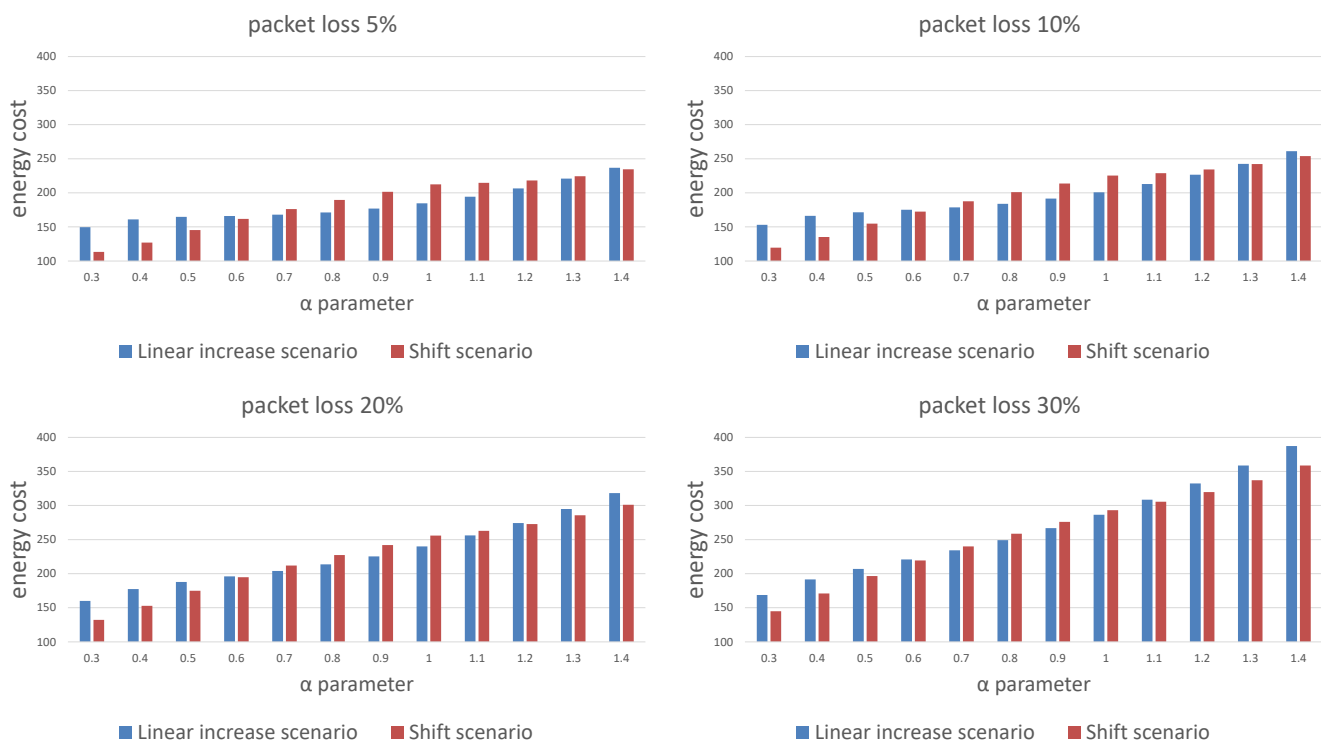 packet loss 5%
400
350
300
250
200
150
100
energy cost
0.3 0.4 0.5 0.6 0.7 0.8 0.9 1 1.1 1.2 1.3 1.4
α parameter
Linear increase scenario Shift scenario
packet loss 10%
400
350
300
250
200
150
100
energy cost
0.3 0.4 0.5 0.6 0.7 0.8 0.9 1 1.1 1.2 1.3 1.4
α parameter
Linear increase scenario Shift scenario
packet loss 20%
400
350
300
250
200
150
100
energy cost
0.3 0.4 0.5 0.6 0.7 0.8 0.9 1 1.1 1.2 1.3 1.4
α parameter
Linear increase scenario Shift scenario
packet loss 30%
400
350
300
250
200
150
100
energy cost
0.3 0.4 0.5 0.6 0.7 0.8 0.9 1 1.1 1.2 1.3 1.4
α parameter
Linear increase scenario Shift scenario